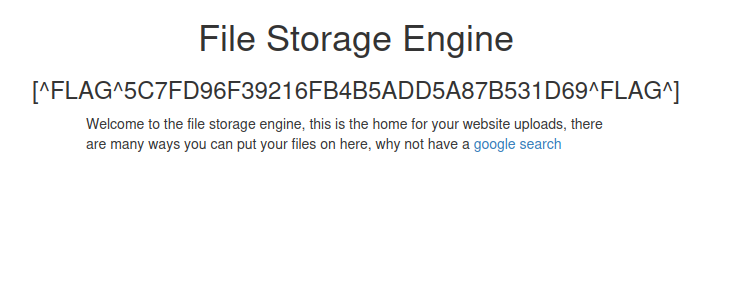 File Storage Engine
[^FLAG^5C7FD96F39216FB4B5ADD5A87B531D69^FLAG^]
Welcome to the file storage engine, this is the home for your website uploads, there
are many ways you can put your files on here, why not have a google search